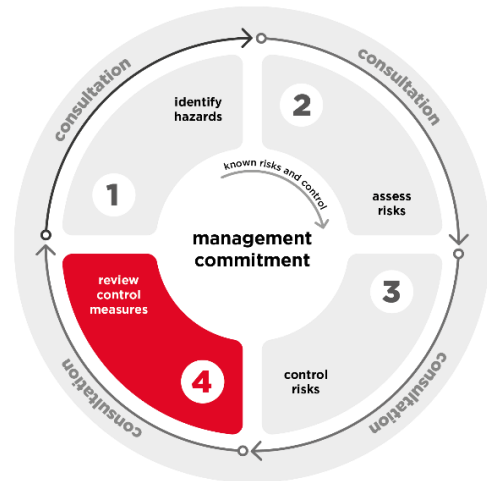 consultation
consultation
identify
hazards
2
1
known risks and control
assess
risks
management
commitment
review
control
measures
3
4
control
risks
consultation
consultation